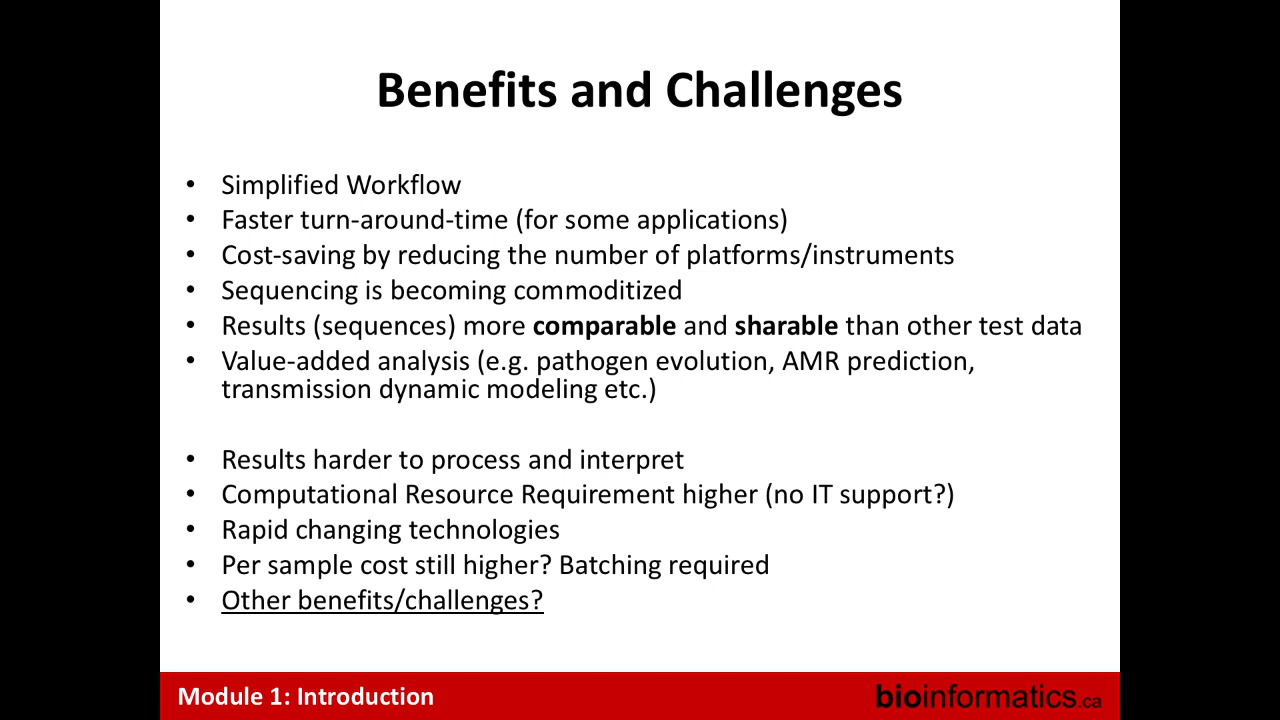 Benefits and Challenges
• Simplified Workflow
• Faster turn-around-time (for some applications)
• Cost-saving by reducing the number of platforms/instruments
• Sequencing is becoming commoditized
• Results (sequences) more comparable and sharable than other test data
• Value-added analysis (e.g. pathogen evolution, AMR prediction,
transmission dynamic modeling etc.)
• Results harder to process and interpret
• Computational Resource Requirement higher (no IT support?)
• Rapid changing technologies
• Per sample cost still higher? Batching required
• Other benefits/challenges?
Module 1: Introduction
bioinformatics.ca